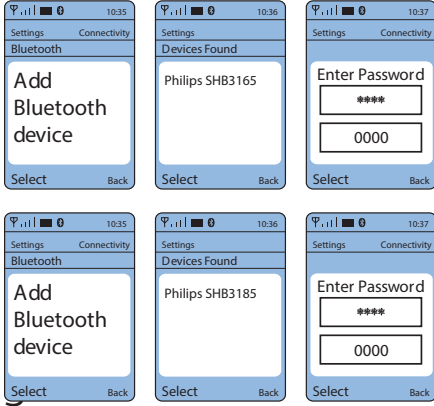 10:35
Settings Connectivity
Bluetooth
Add
Bluetooth
device
Select Back
10:36
Settings
Devices Found
Philips SHB3165
Select Back
10:37
Settings Connectivity
Enter Password
****
0000
Select Back
10:35
Settings Connectivity
Bluetooth
Add
Bluetooth
device
Select Back
10:36
Settings
Devices Found
Philips SHB3185
Select Back
10:37
Settings Connectivity
Enter Password
****
0000
Select Back